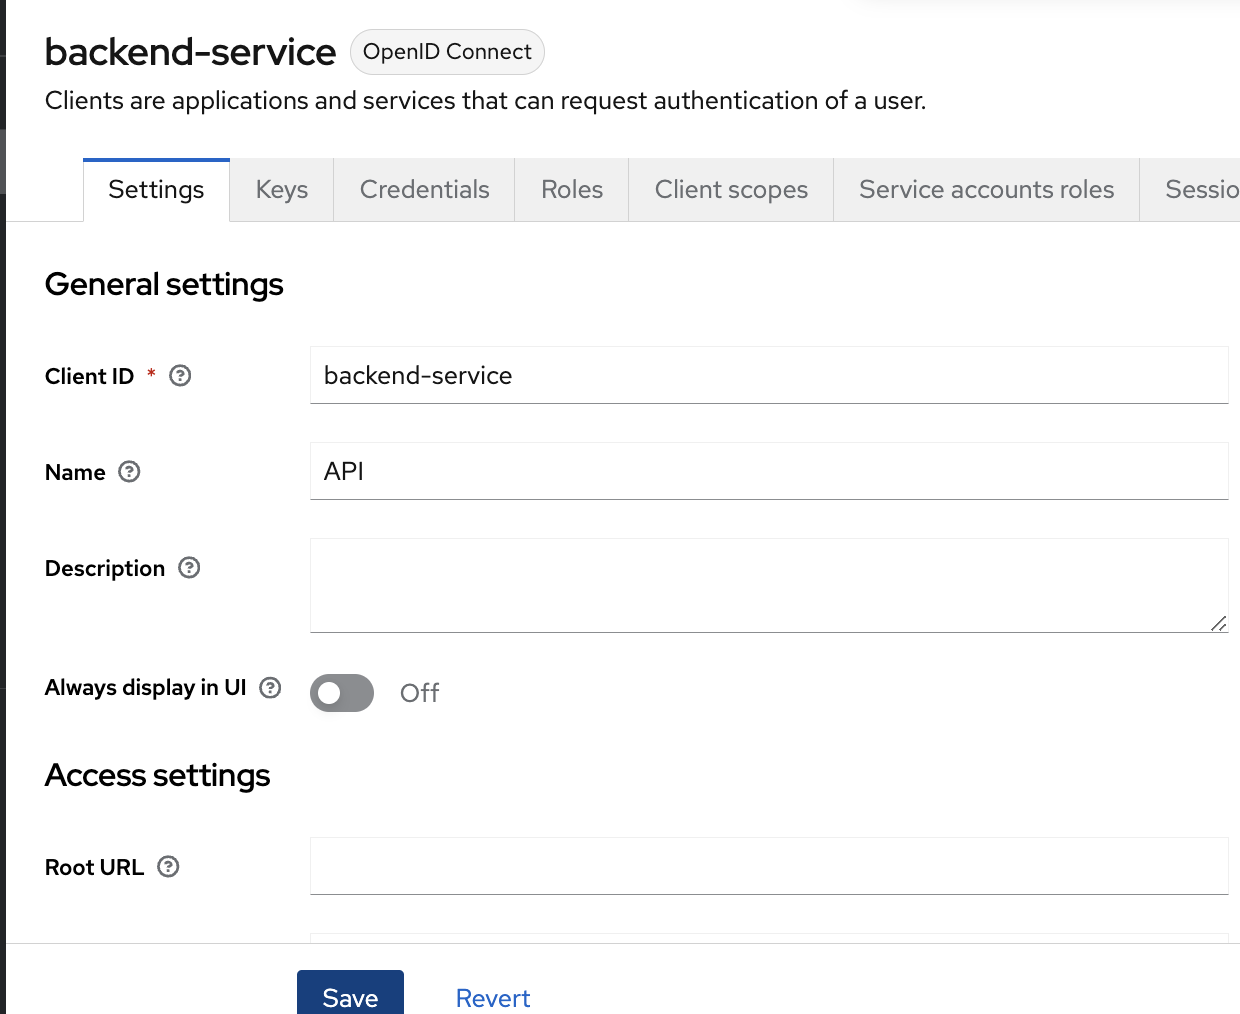 backend-service OpenID Connect
Clients are applications and services that can request authentication of a user.
Settings Keys Credentials Roles Client scopes Service accounts roles Sessio
General settings
Client ID * backend-service
Name API
Description
Always display in UI Off
Access settings
Root URL
Save Revert